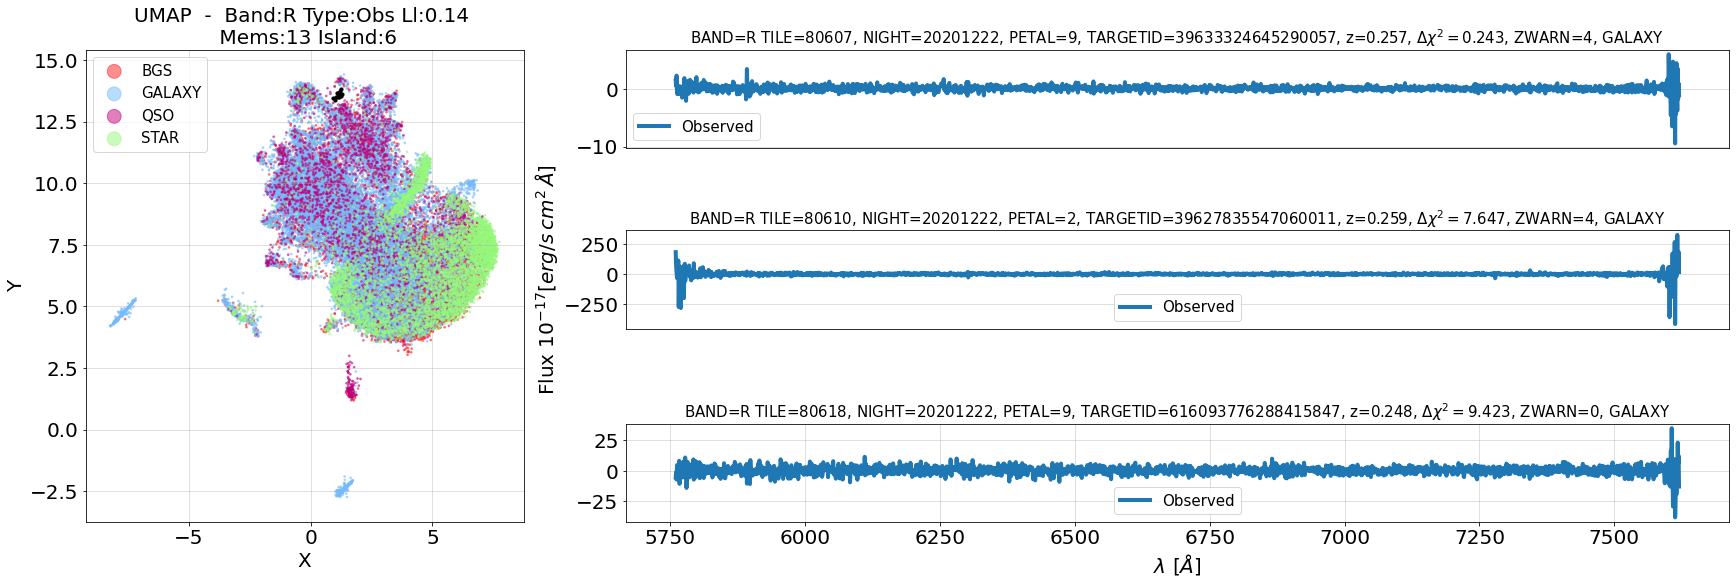 UMAP  -  Band:R Type:Obs Ll:0.14
Mems:13 Island:6
15.0
12.5
10.0
7.5
5.0
2.5
0.0
−2.5
Y
−5
0
5
X
BGS
GALAXY
QSO
STAR
Flux 10⁻¹⁷[erg/s cm² Å]
BAND=R TILE=80607, NIGHT=20201222, PETAL=9, TARGETID=39633324645290057, z=0.257, Δχ² = 0.243, ZWARN=4, GALAXY
0
−10
Observed
BAND=R TILE=80610, NIGHT=20201222, PETAL=2, TARGETID=39627835547060011, z=0.259, Δχ² = 7.647, ZWARN=4, GALAXY
250
0
−250
Observed
BAND=R TILE=80618, NIGHT=20201222, PETAL=9, TARGETID=616093776288415847, z=0.248, Δχ² = 9.423, ZWARN=0, GALAXY
25
0
−25
Observed
5750
6000
6250
6500
6750
7000
7250
7500
λ [Å]